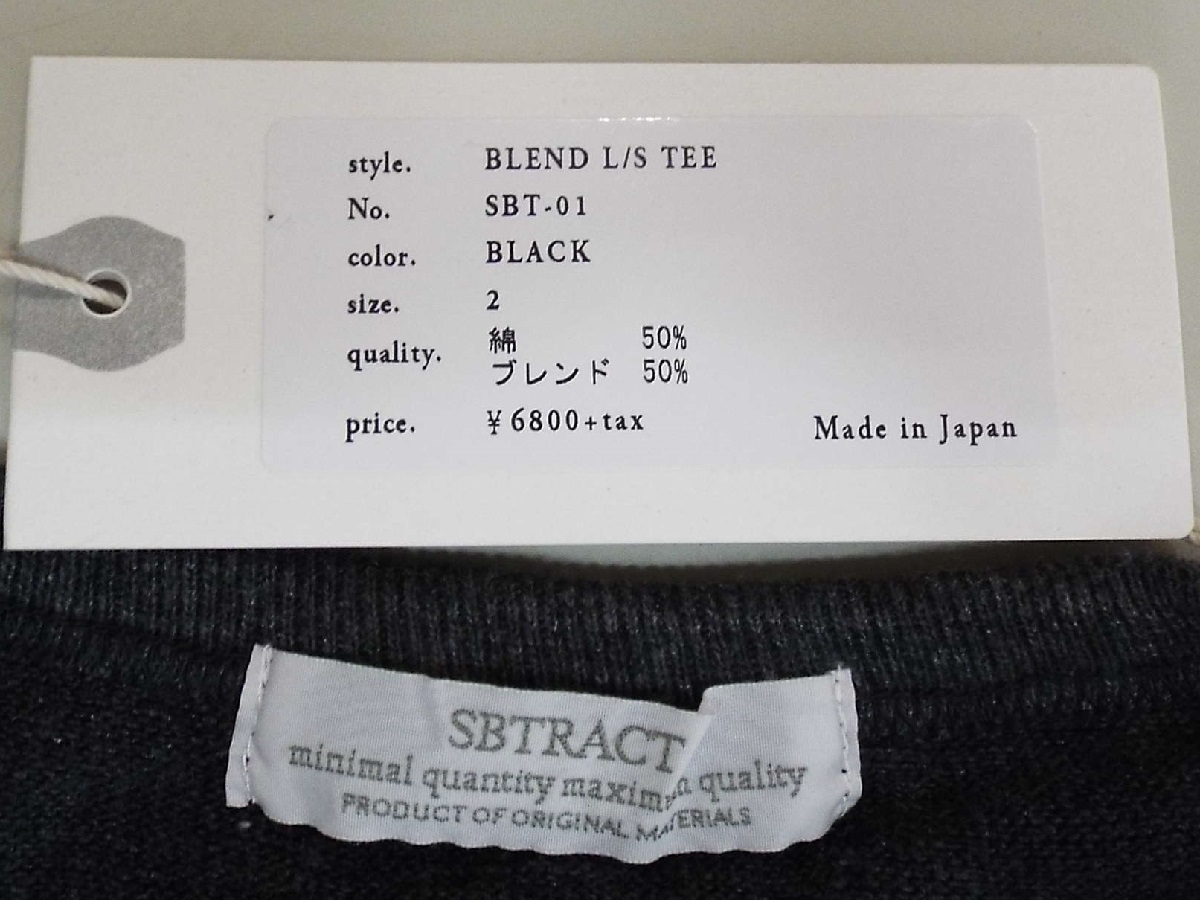 style. BLEND L/S TEE
No. SBT-01
color. BLACK
size. 2
quality. 綿 50%
ブレンド 50%
price. ¥6800+tax
Made in Japan
SBTRACT
minimal quantity maximum quality
PRODUCT OF ORIGINAL MATERIALS